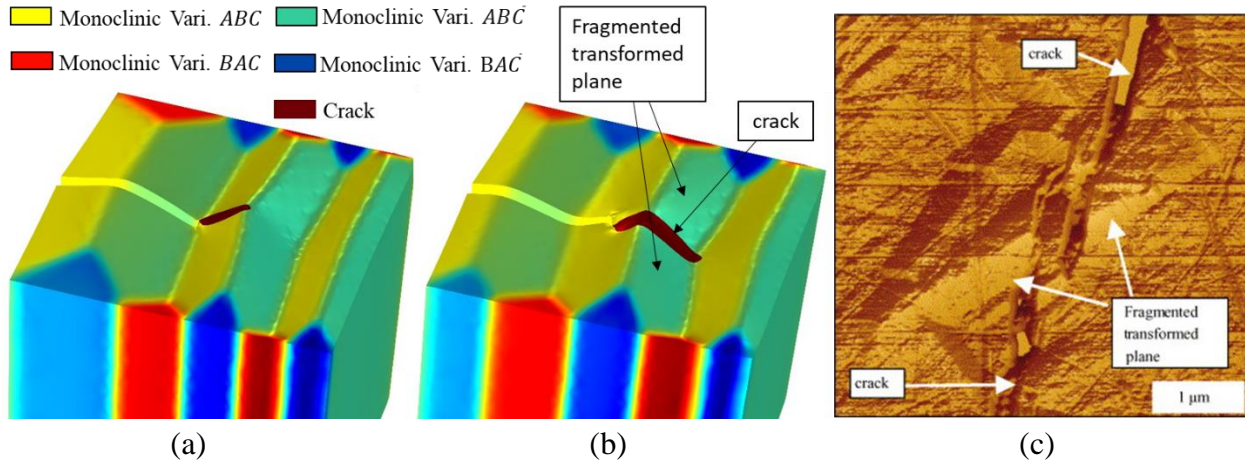 Monoclinic Vari. ABC
Monoclinic Vari. ABC̄
Monoclinic Vari. BAC
Monoclinic Vari. BAC̄
Crack
Fragmented
transformed
plane
crack
crack
Fragmented
transformed
plane
crack
1 μm
(a)
(b)
(c)